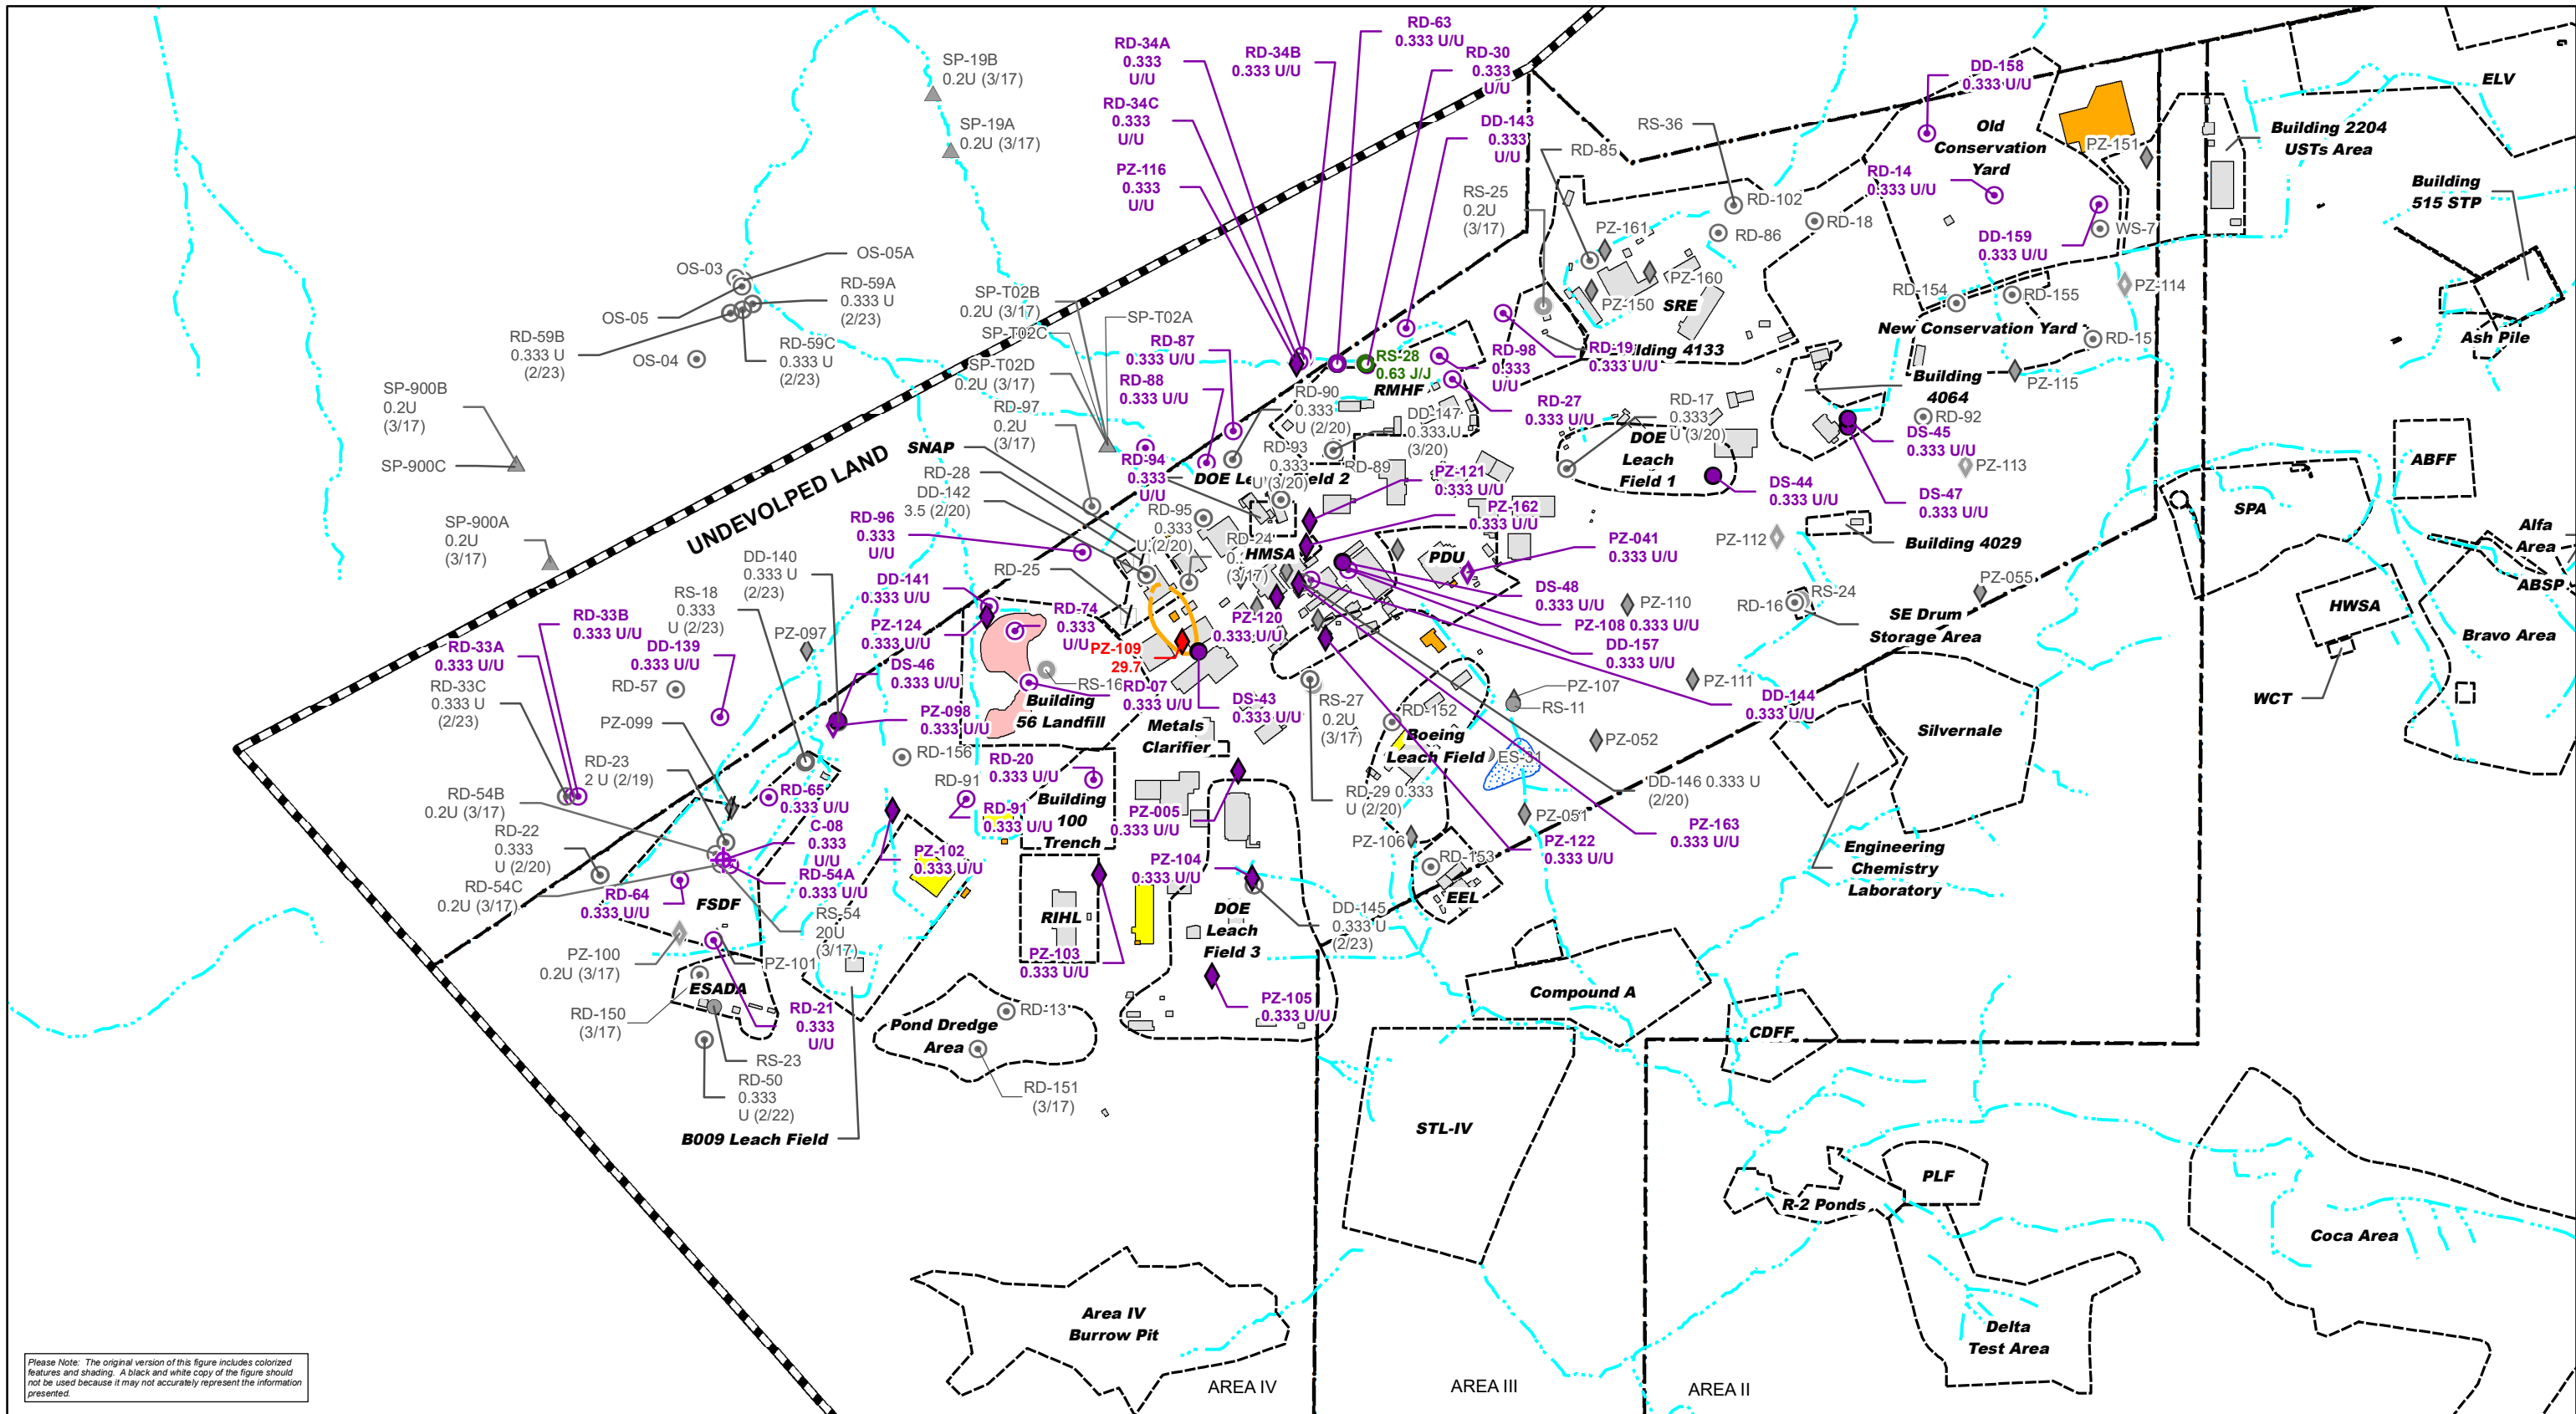 RD-63
0.333 U/U
RD-34A
0.333
U/U
RD-34B
0.333 U/U
RD-30
0.333
U/U
SP-19B
0.2U (3/17)
DD-158
0.333 U/U
ELV
RD-34C
0.333
U/U
SP-19A
0.2U (3/17)
DD-143
0.333
U/U
RS-36
Old
Conservation
Yard
Building 2204
USTs Area
PZ-151
RD-85
PZ-116
0.333
U/U
RD-14
0.333 U/U
Building
515 STP
RS-25
0.2U
(3/17)
RD-102
RD-18
PZ-161
RD-86
WS-7
DD-159
0.333 U/U
OS-05A
OS-03
RD-59A
0.333 U
(2/23)
PZ-160
PZ-150
SRE
PZ-114
RD-154
RD-155
SP-T02B
0.2U (3/17)
SP-T02A
SP-T02C
OS-05
RD-59B
0.333 U
(2/23)
OS-04
RD-59C
0.333 U
(2/23)
New Conservation Yard
RD-15
Ash Pile
RD-87
0.333 U/U
RS-28
0.63 J/J
RD-98
0.333
U/U
RD-19
0.333 U/U
SP-T02D
0.2U (3/17)
RD-88
0.333 U/U
RMHF
Building
4064
PZ-115
SP-900B
0.2U
(3/17)
RD-97
0.2U
(3/17)
RD-90
0.333
U (2/20)
DD-147
0.333 U
(3/20)
RD-27
0.333 U/U
RD-17
0.333
U (3/20)
RD-92
DS-45
0.333 U/U
SNAP
UNDEVOLPED LAND
RD-93
0.333
U (3/20)
DOE
Leach
Field 1
ABFF
SP-900C
RD-94
0.333
U/U
RD-89
PZ-121
0.333 U/U
PZ-113
RD-28
DD-142
3.5 (2/20)
DS-44
0.333 U/U
DS-47
0.333 U/U
SPA
SP-900A
0.2U
(3/17)
RD-96
0.333
U/U
RD-95
0.333
U (2/20)
PZ-162
0.333 U/U
Alfa
Area
RD-24
(3/17)
HMSA
PDU
PZ-041
0.333 U/U
PZ-112
Building 4029
DD-140
0.333 U
(2/23)
RD-25
DD-141
0.333 U/U
PZ-055
ABSP
RS-18
0.333
U (2/23)
DS-48
0.333 U/U
PZ-110
RD-16
RS-24
HWSA
RD-33B
0.333 U/U
RD-74
0.333
U/U
PZ-124
0.333 U/U
PZ-120
0.333 U/U
PZ-108 0.333 U/U
SE Drum
Storage Area
Bravo Area
PZ-097
RD-33A
0.333 U/U
DD-139
0.333 U/U
PZ-109
29.7
DD-157
0.333 U/U
DS-46
0.333 U/U
RD-33C
0.333 U
(2/23)
RD-57
RS-16
RD-07
0.333 U/U
PZ-111
DD-144
0.333 U/U
WCT
Building
56 Landfill
DS-43
0.333 U/U
RS-27
0.2U
(3/17)
PZ-107
RS-11
PZ-098
0.333 U/U
PZ-099
Metals
Clarifier
RD-152
Boeing
Leach Field
PZ-052
Silvernale
RD-156
RD-23
2 U (2/19)
RD-20
0.333 U/U
ES-31
RD-91
RD-91
0.333 U/U
RD-65
0.333 U/U
RD-54B
0.2U (3/17)
Building
100
Trench
RD-29 0.333
U (2/20)
DD-146 0.333 U
(2/20)
PZ-005
0.333 U/U
PZ-051
PZ-163
0.333 U/U
C-08
0.333
U/U
RD-22
0.333
U (2/20)
PZ-106
PZ-122
0.333 U/U
PZ-102
0.333 U/U
PZ-104
0.333 U/U
RD-153
Engineering
Chemistry
Laboratory
RD-54A
0.333 U/U
RD-54C
0.2U (3/17)
RD-64
0.333 U/U
FSDF
EEL
RS-54
20U
(3/17)
RIHL
DOE
Leach
Field 3
DD-145
0.333 U
(2/23)
PZ-100
0.2U (3/17)
PZ-101
PZ-103
0.333 U/U
ESADA
Compound A
PZ-105
0.333 U/U
RD-150
(3/17)
RD-21
0.333
U/U
RD-13
Pond Dredge
Area
CDFF
RS-23
RD-50
0.333
U (2/22)
RD-151
(3/17)
B009 Leach Field
STL-IV
PLF
R-2 Ponds
Coca Area
Area IV
Burrow Pit
Delta
Test Area
Please Note: The original version of this figure includes colorized
features and shading. A black and white copy of the figure should
not be used because it may not accurately represent the information
presented.
AREA IV
AREA III
AREA II